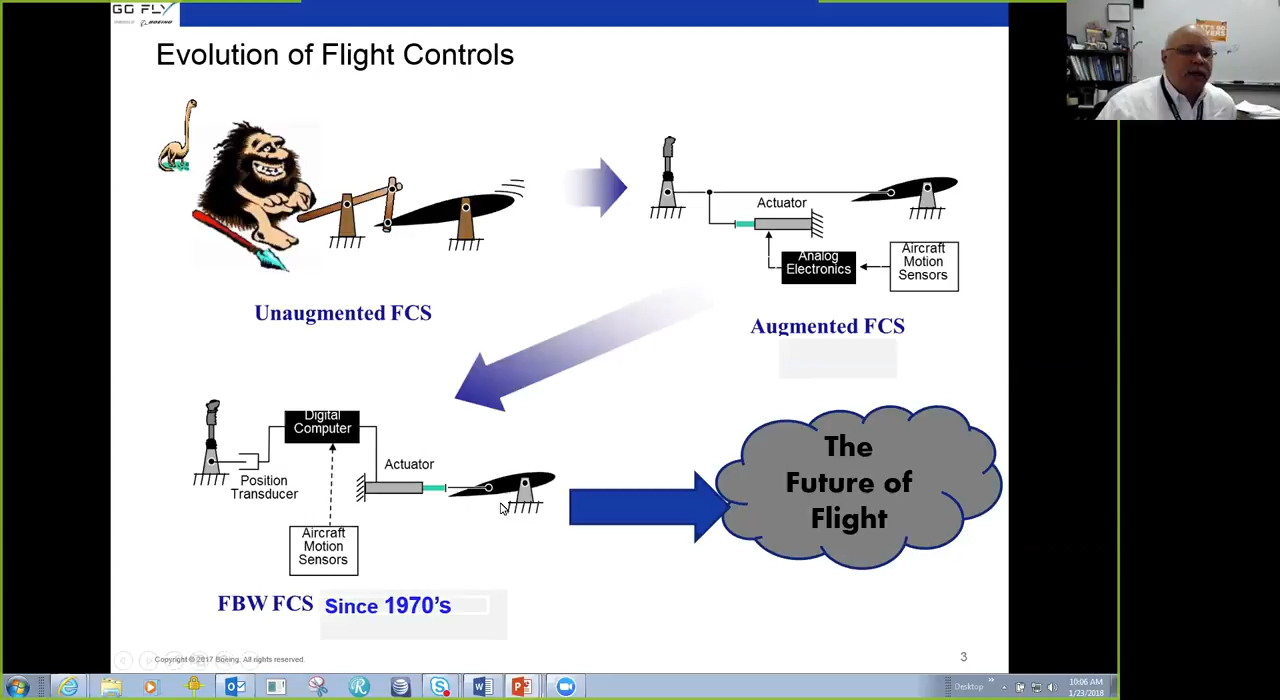 GO FLY
BOEING
Evolution of Flight Controls
Unaugmented FCS
Actuator
Analog
Electronics
Aircraft
Motion
Sensors
Augmented FCS
Digital
Computer
Position
Transducer
Actuator
Aircraft
Motion
Sensors
FBW FCS
Since 1970's
The
Future of
Flight
Copyright © 2017 Boeing. All rights reserved.
3
Desktop
10:06 AM
1/23/2018